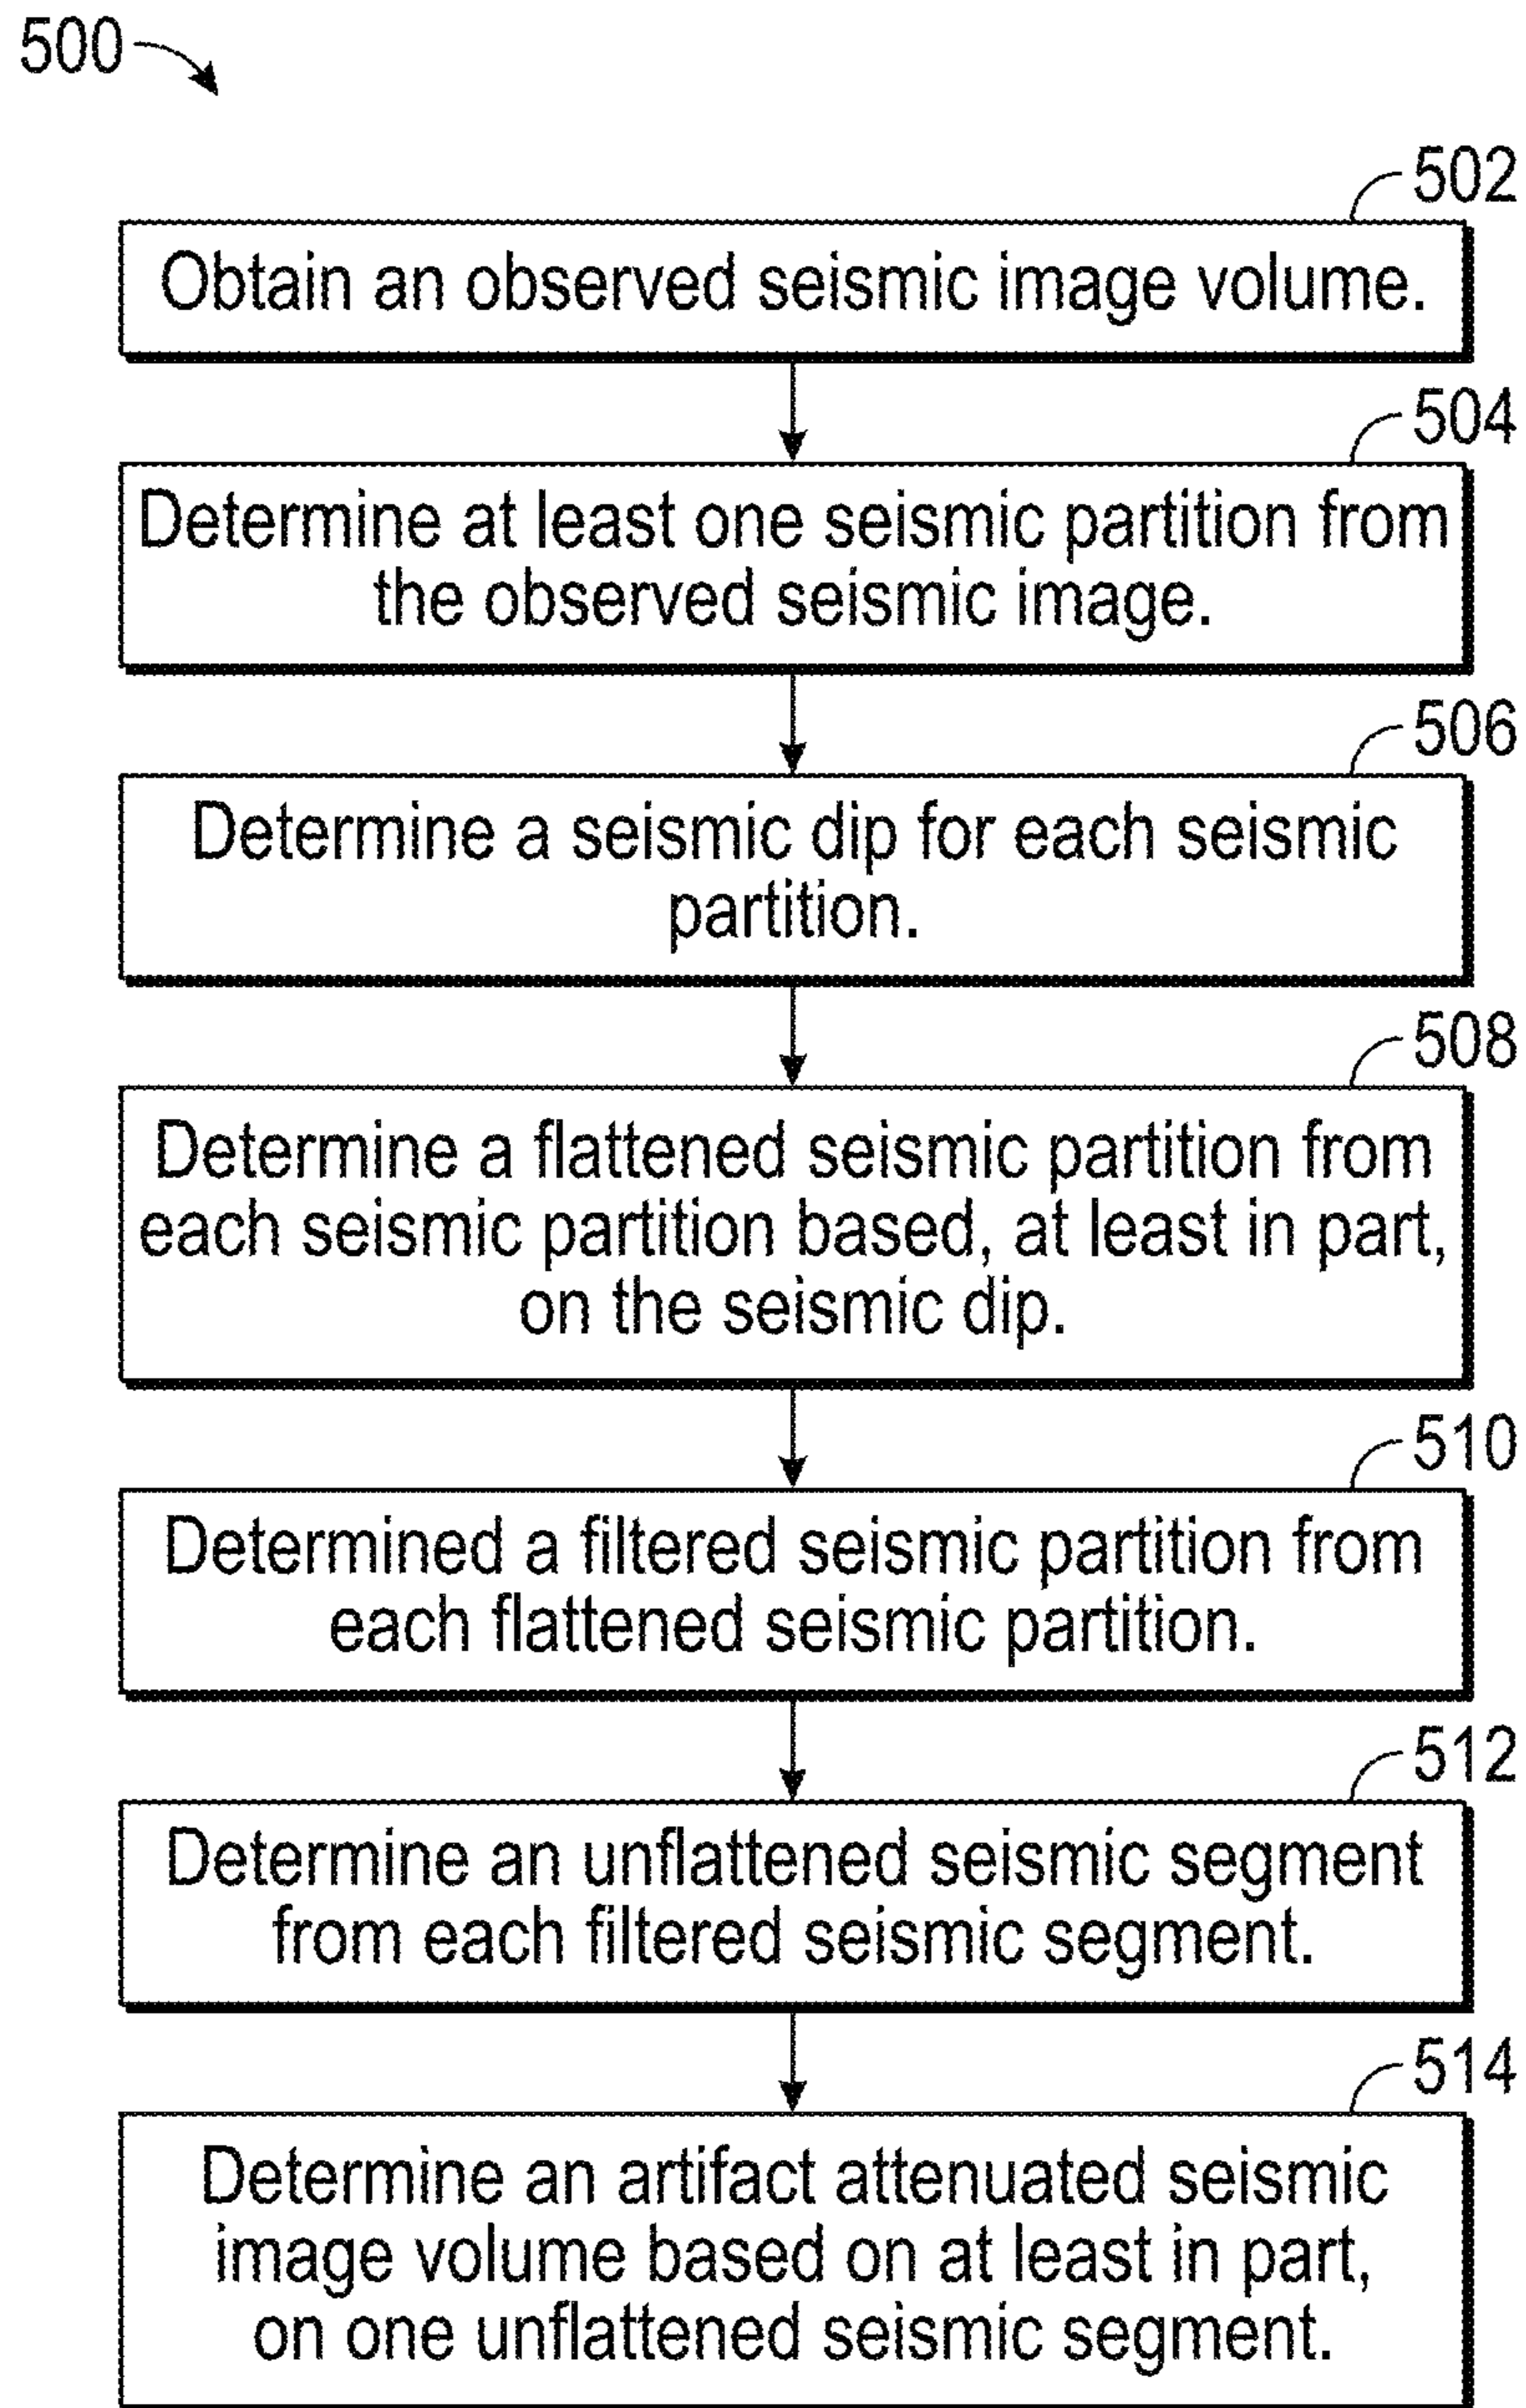 500
502
Obtain an observed seismic image volume.
504
Determine at least one seismic partition from
the observed seismic image.
506
Determine a seismic dip for each seismic
partition.
508
Determine a flattened seismic partition from
each seismic partition based, at least in part,
on the seismic dip.
510
Determined a filtered seismic partition from
each flattened seismic partition.
512
Determine an unflattened seismic segment
from each filtered seismic segment.
514
Determine an artifact attenuated seismic
image volume based on at least in part,
on one unflattened seismic segment.